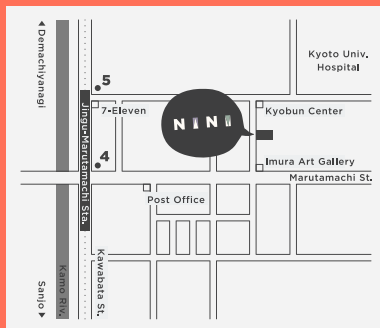 ◀ Demachiyanagi
Kyoto Univ.
Hospital
5
7-Eleven
NINI
Kyobun Center
Jingu-Marutamachi Sta.
4
Imura Art Gallery
Marutamachi St.
Post Office
Kamo Riv.
Kawabata St.
Sanjo ▶